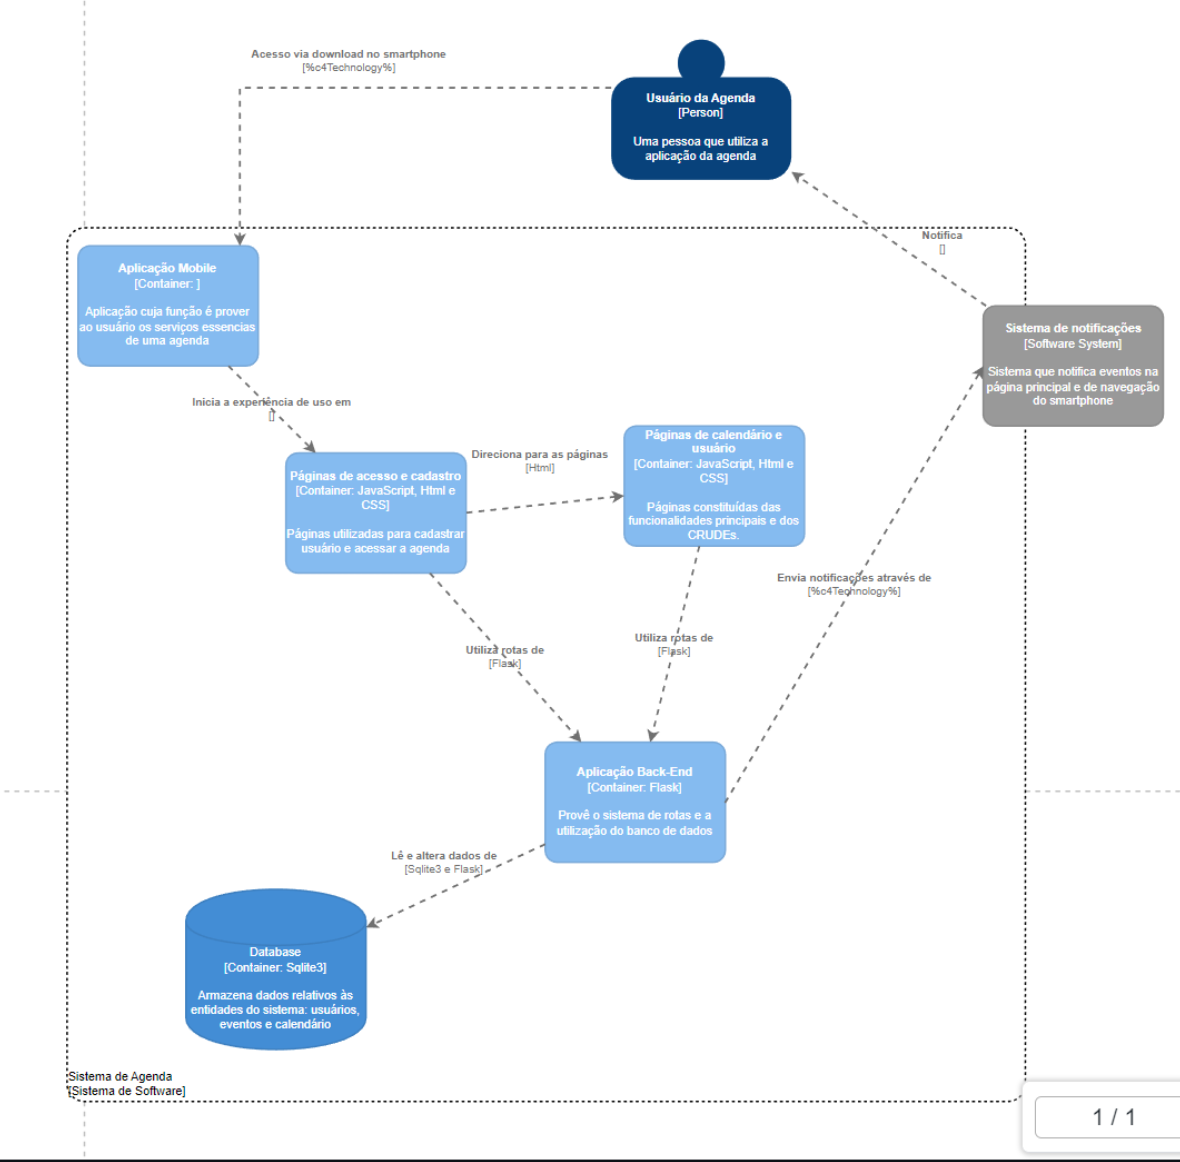 Acesso via download no smartphone
[%c4Technology%]
Usuário da Agenda
[Person]
Uma pessoa que utiliza a
aplicação da agenda
Notifica
[]
Aplicação Mobile
[Container: ]
Aplicação cuja função é prover
ao usuário os serviços essencias
de uma agenda
Sistema de notificações
[Software System]
Sistema que notifica eventos na
página principal e de navegação
do smartphone
Inicia a experiência de uso em
[]
Páginas de acesso e cadastro
[Container: JavaScript, Html e
CSS]
Páginas utilizadas para cadastrar
usuário e acessar a agenda
Direciona para as páginas
[Html]
Páginas de calendário e
usuário
[Container: JavaScript, Html e
CSS]
Páginas constituídas das
funcionalidades principais e dos
CRUDEs.
Envia notificações através de
[%c4Technology%]
Utiliza rotas de
[Flask]
Utiliza rotas de
[Flask]
Aplicação Back-End
[Container: Flask]
Provê o sistema de rotas e a
utilização do banco de dados
Lê e altera dados de
[Sqlite3 e Flask]
Database
[Container: Sqlite3]
Armazena dados relativos às
entidades do sistema: usuários,
eventos e calendário
Sistema de Agenda
[Sistema de Software]
1 / 1